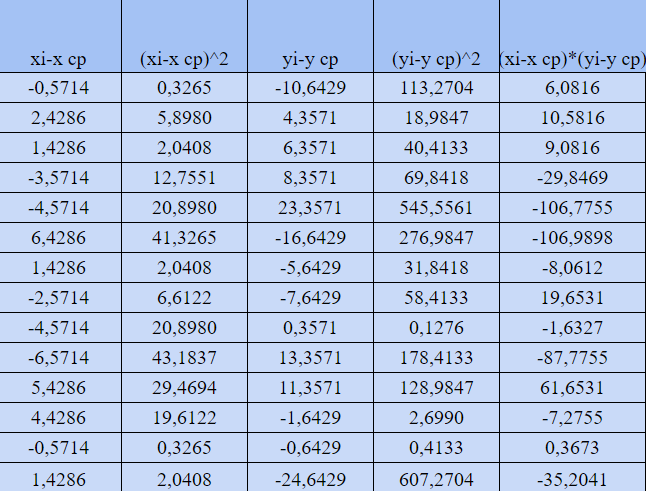 xi-x cp (xi-x cp)^2 yi-y cp (yi-y cp)^2 (xi-x cp)*(yi-y cp)
-0,5714 0,3265 -10,6429 113,2704 6,0816
2,4286 5,8980 4,3571 18,9847 10,5816
1,4286 2,0408 6,3571 40,4133 9,0816
-3,5714 12,7551 8,3571 69,8418 -29,8469
-4,5714 20,8980 23,3571 545,5561 -106,7755
6,4286 41,3265 -16,6429 276,9847 -106,9898
1,4286 2,0408 -5,6429 31,8418 -8,0612
-2,5714 6,6122 -7,6429 58,4133 19,6531
-4,5714 20,8980 0,3571 0,1276 -1,6327
-6,5714 43,1837 13,3571 178,4133 -87,7755
5,4286 29,4694 11,3571 128,9847 61,6531
4,4286 19,6122 -1,6429 2,6990 -7,2755
-0,5714 0,3265 -0,6429 0,4133 0,3673
1,4286 2,0408 -24,6429 607,2704 -35,2041